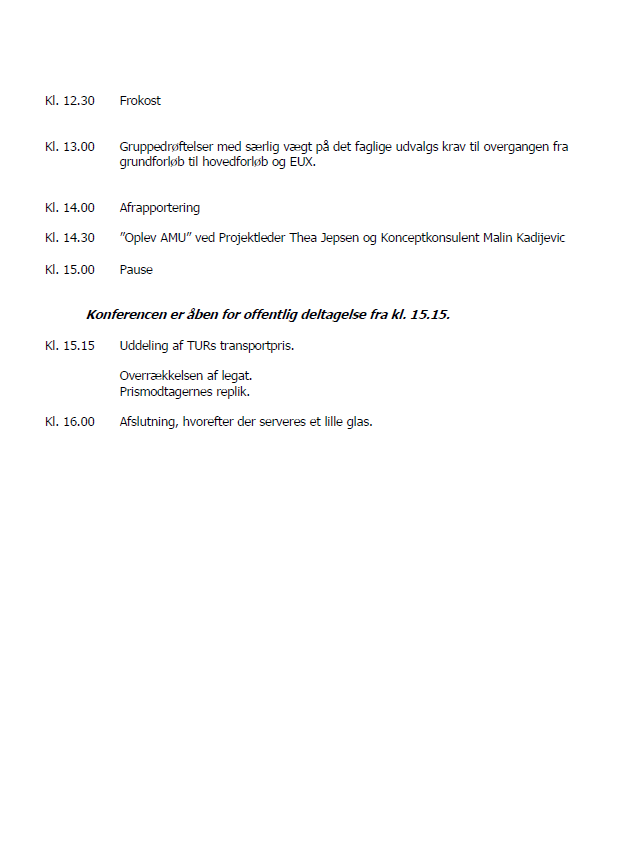 Kl. 12.30 Frokost
Kl. 13.00 Gruppedrøftelser med særlig vægt på det faglige udvalgs krav til overgangen fra
grundforløb til hovedforløb og EUX.
Kl. 14.00 Afrapportering
Kl. 14.30 ”Oplev AMU” ved Projektleder Thea Jepsen og Konceptkonsulent Malin Kadijevic
Kl. 15.00 Pause
Konferencen er åben for offentlig deltagelse fra kl. 15.15.
Kl. 15.15 Uddeling af TURs transportpris.
Overrækkelsen af legat.
Prismodtagernes replik.
Kl. 16.00 Afslutning, hvorefter der serveres et lille glas.